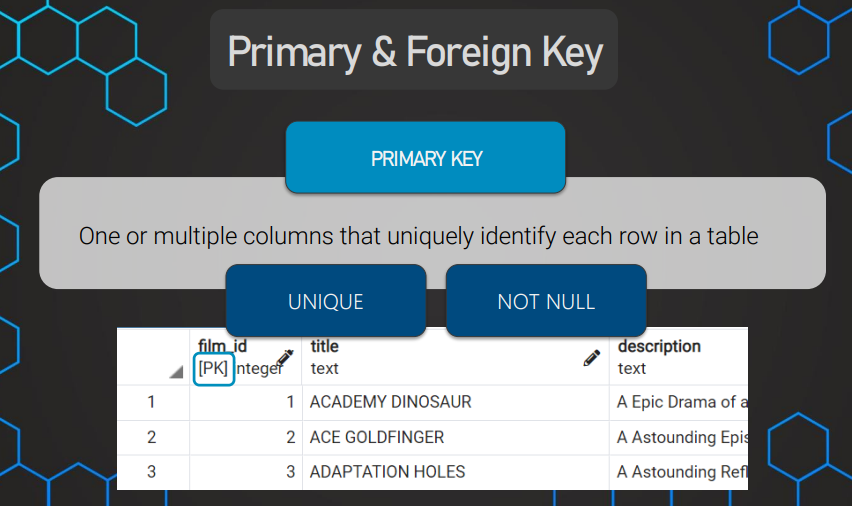 Primary & Foreign Key
PRIMARY KEY
One or multiple columns that uniquely identify each row in a table
UNIQUE
NOT NULL
film_id title description
[PK] integer text text
1 1 ACADEMY DINOSAUR A Epic Drama of a
2 2 ACE GOLDFINGER A Astounding Epis
3 3 ADAPTATION HOLES A Astounding Refl